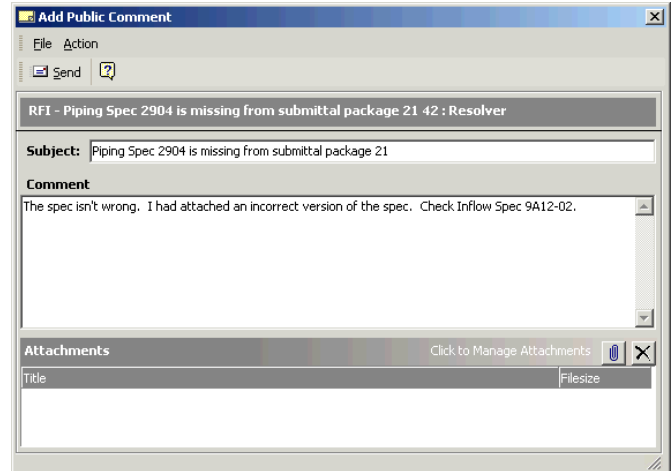 Add Public Comment
File Action
Send
RFI - Piping Spec 2904 is missing from submittal package 21 42 : Resolver
Subject: Piping Spec 2904 is missing from submittal package 21
Comment
The spec isn't wrong. I had attached an incorrect version of the spec. Check Inflow Spec 9A12-02.
Attachments Click to Manage Attachments
Title Filesize